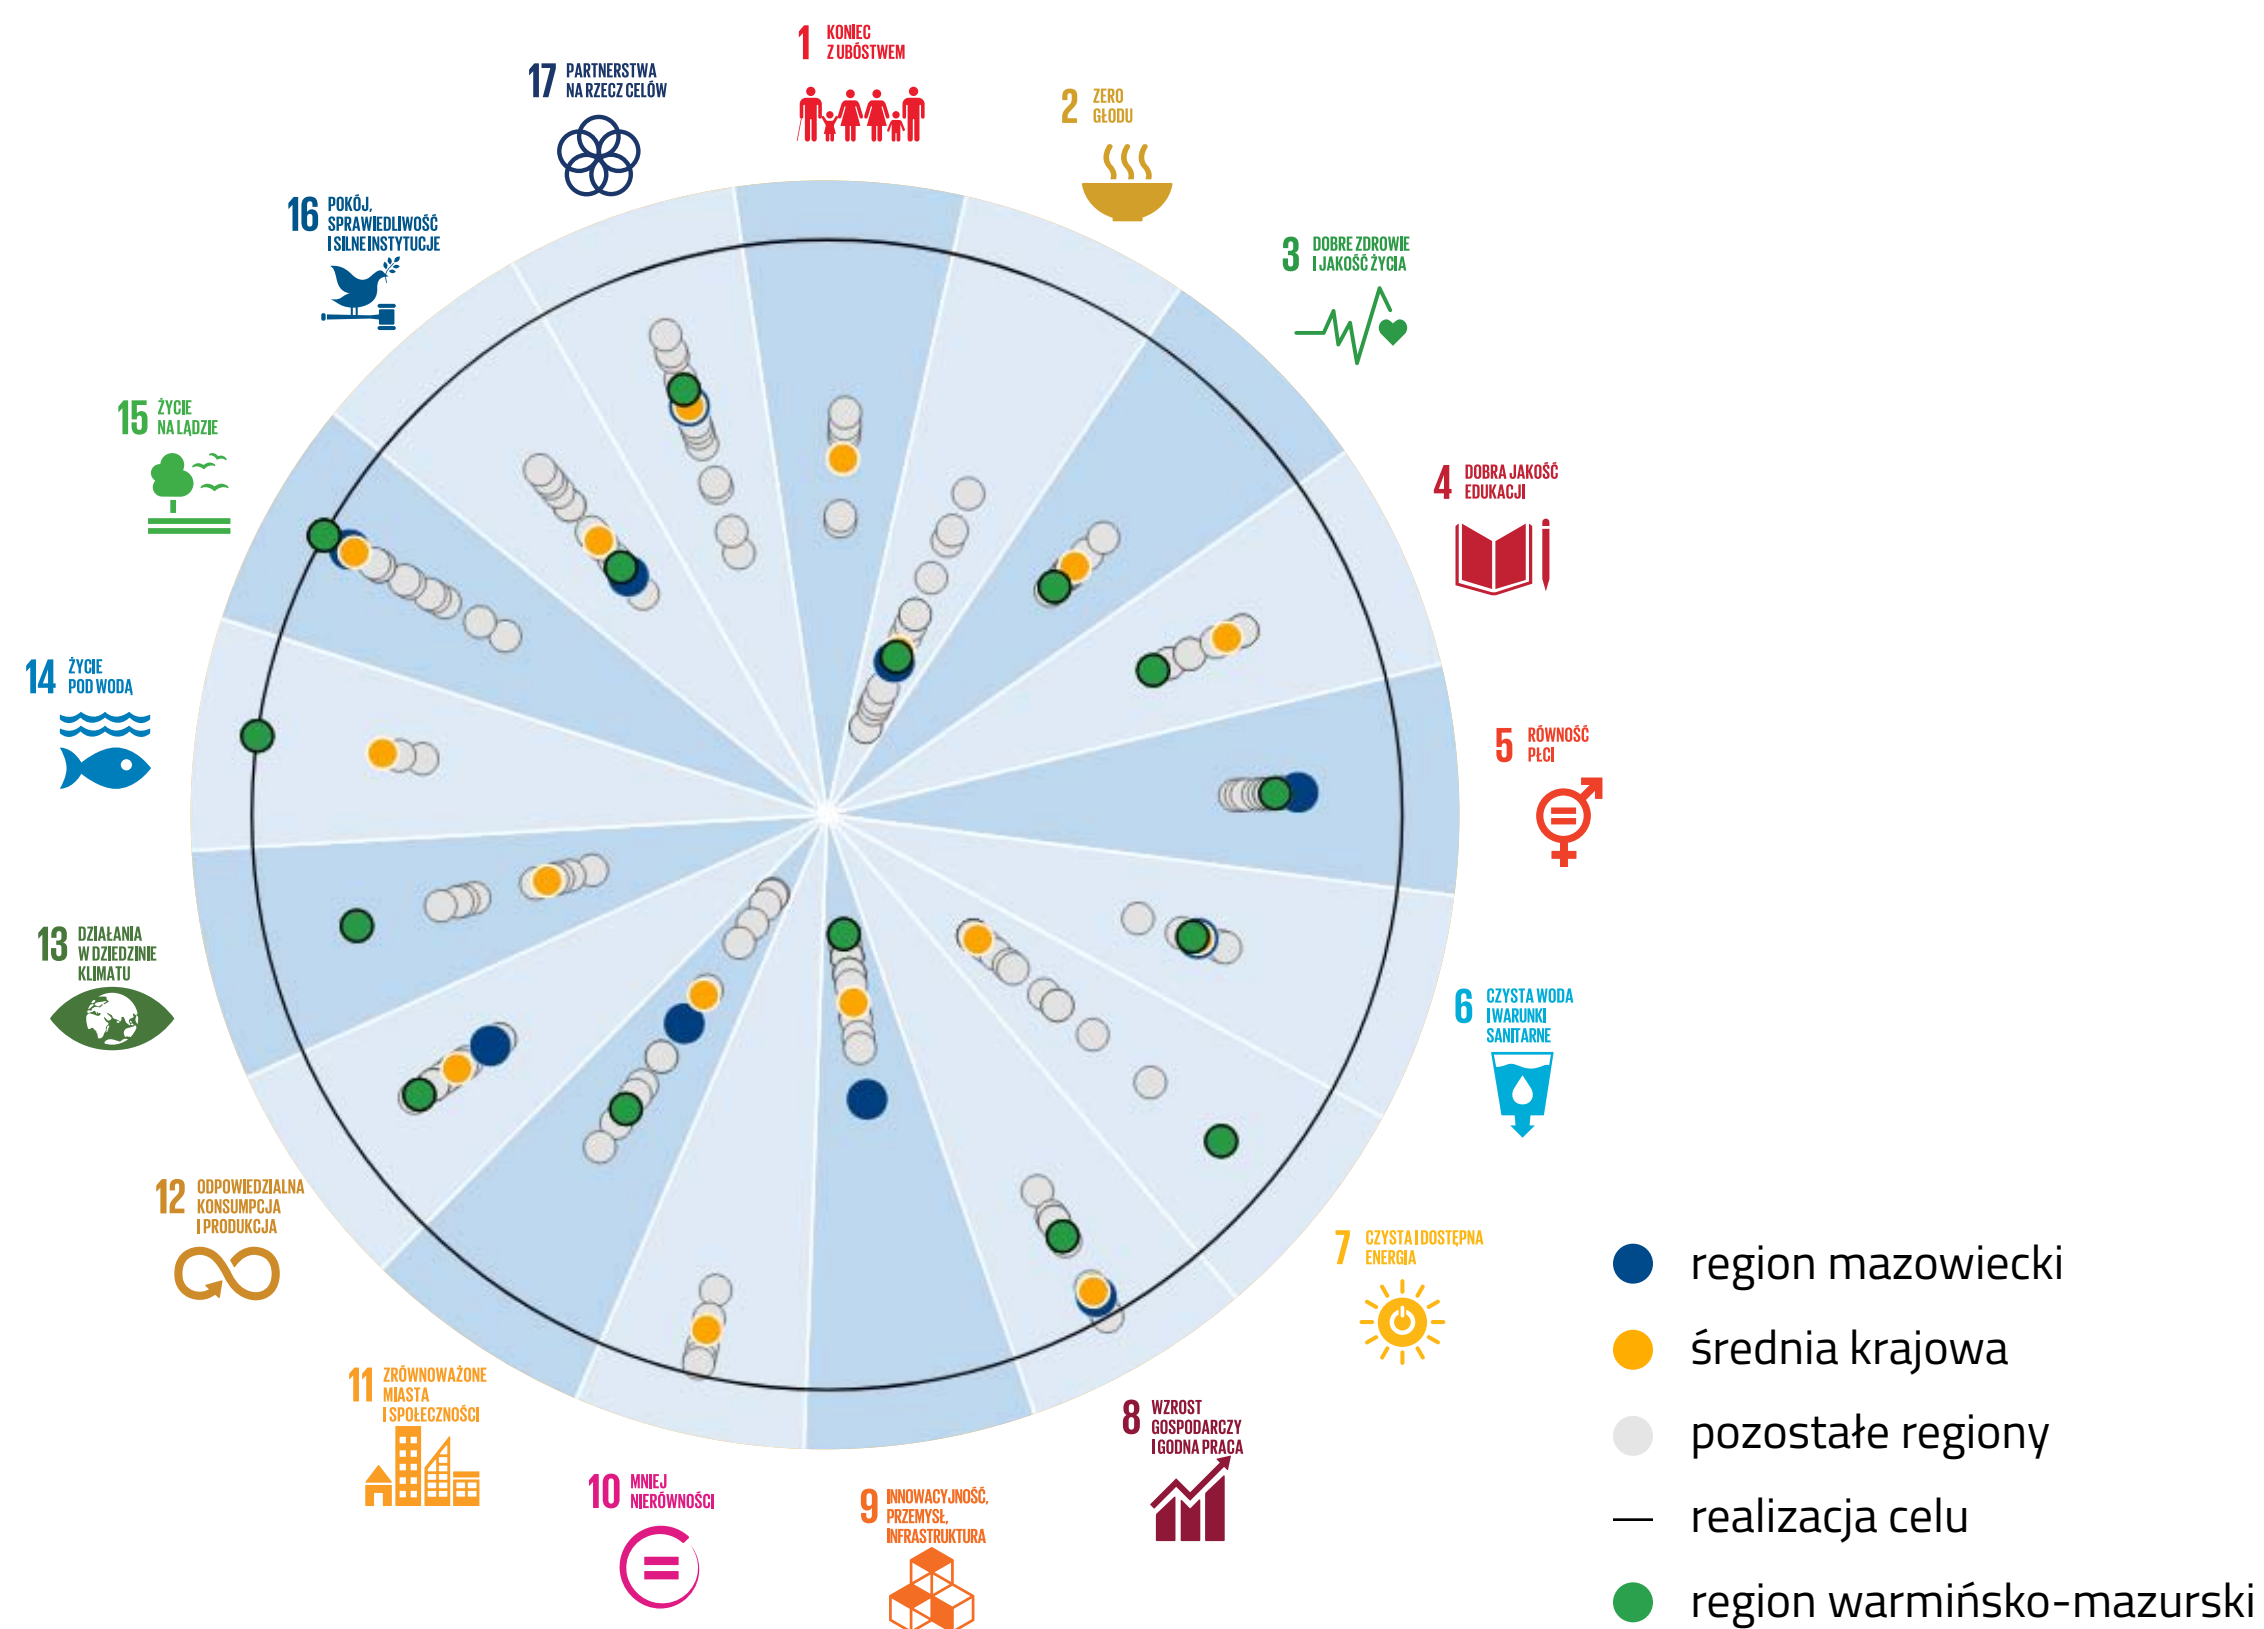 1 KONIEC
Z UBÓSTWEM
2 ZERO
GŁODU
3 DOBRE ZDROWIE
I JAKOŚĆ ŻYCIA
4 DOBRA JAKOŚĆ
EDUKACJI
5 RÓWNOŚĆ
PŁCI
6 CZYSTA WODA
I WARUNKI
SANITARNE
7 CZYSTA I DOSTĘPNA
ENERGIA
8 WZROST
GOSPODARCZY
I GODNA PRACA
9 INNOWACYJNOŚĆ,
PRZEMYSŁ,
INFRASTRUKTURA
10 MNIEJ
NIERÓWNOŚCI
11 ZRÓWNOWAŻONE
MIASTA
I SPOŁECZNOŚCI
12 ODPOWIEDZIALNA
KONSUMPCJA
I PRODUKCJA
13 DZIAŁANIA
W DZIEDZINIE
KLIMATU
14 ŻYCIE
POD WODĄ
15 ŻYCIE
NA LĄDZIE
16 POKÓJ,
SPRAWIEDLIWOŚĆ
I SILNE INSTYTUCJE
17 PARTNERSTWA
NA RZECZ CELÓW
region mazowiecki
średnia krajowa
pozostałe regiony
realizacja celu
region warmińsko-mazurski